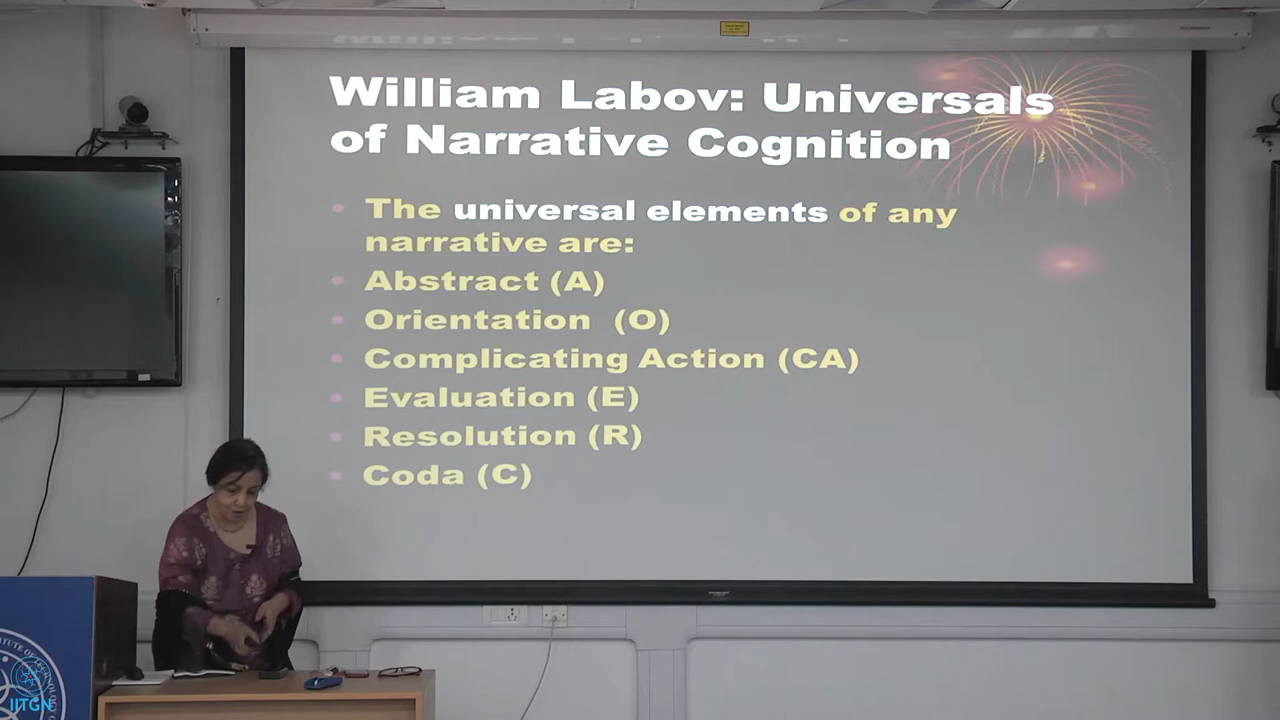 William Labov: Universals
of Narrative Cognition
• The universal elements of any
narrative are:
• Abstract (A)
• Orientation (O)
• Complicating Action (CA)
• Evaluation (E)
• Resolution (R)
• Coda (C)
IITGN